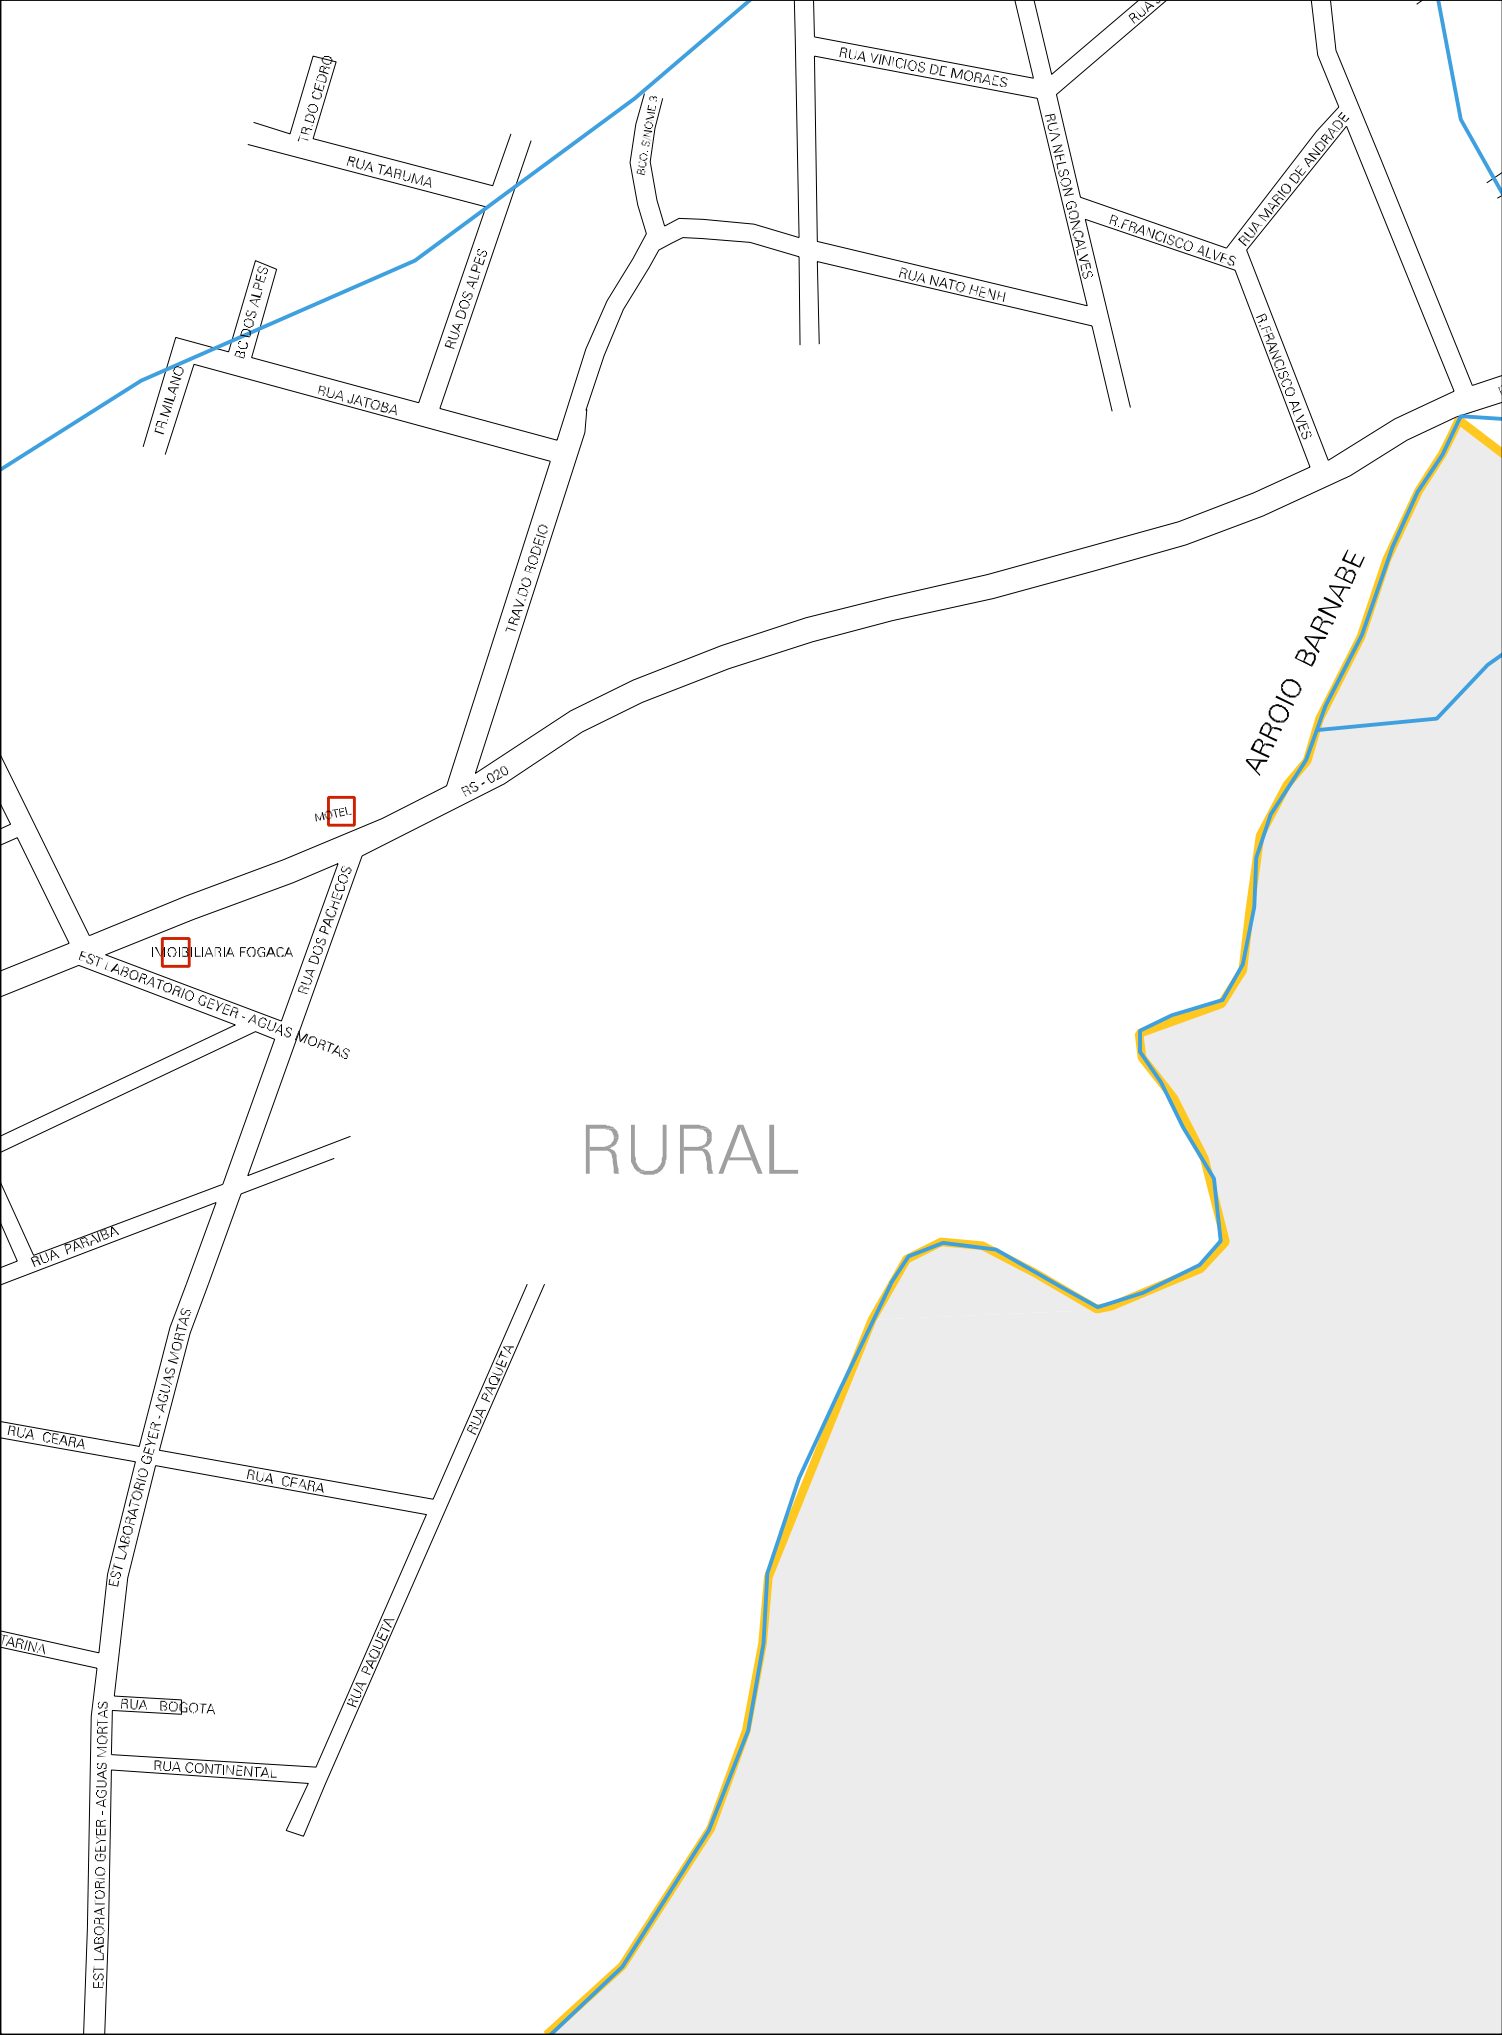 RUA VINICIOS DE MORAES
TR.DO CEDRO
RUA TARUMA
BCO. SIMONE 3
RUA NELSON GONCALVES
RUA MARIO DE ANDRADE
R.FRANCISCO ALVES
RUA NATO HENH
RUA DOS ALPES
BC DOS ALPES
TR.MILANO
RUA JATOBA
R.FRANCISCO ALVES
TRAV.DO RODEIO
ARROIO BARNABE
RS - 020
MOTEL
RUA DOS PACHECOS
IMOBILIARIA FOGACA
EST LABORATORIO GEYER - AGUAS MORTAS
RURAL
RUA PARAIBA
EST LABORATORIO GEYER - AGUAS MORTAS
RUA PAQUETA
RUA CEARA
RUA CEARA
TARINA
RUA PAQUETA
RUA BOGOTA
RUA CONTINENTAL
EST LABORATORIO GEYER - AGUAS MORTAS